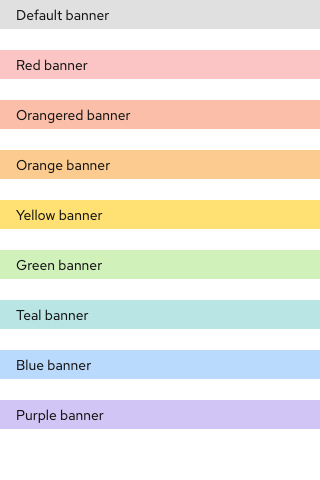 Default banner
Red banner
Orangered banner
Orange banner
Yellow banner
Green banner
Teal banner
Blue banner
Purple banner